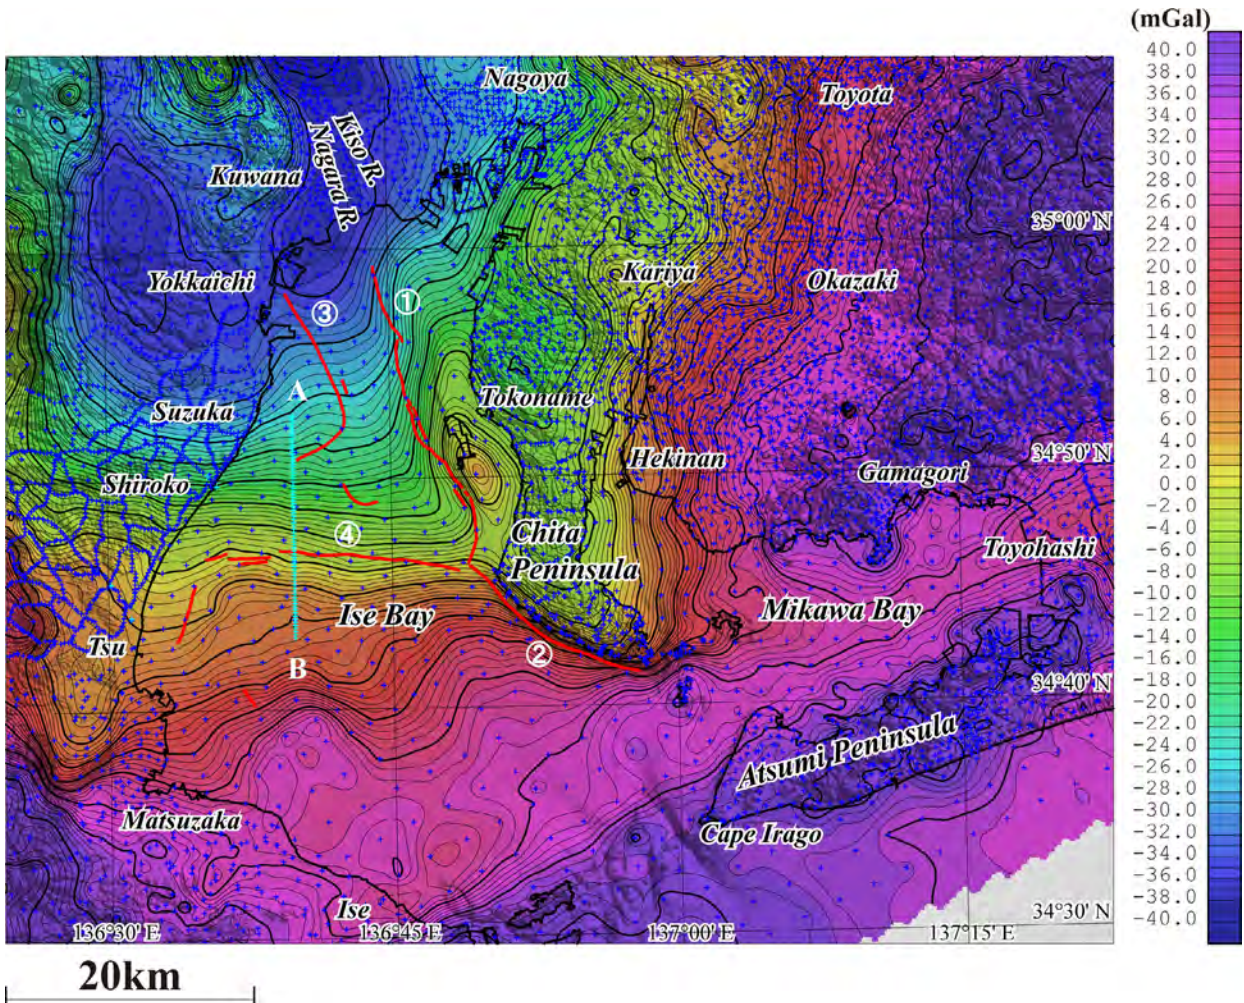 (mGal)
40.0
38.0
36.0
34.0
32.0
30.0
28.0
26.0
24.0
22.0
20.0
18.0
16.0
14.0
12.0
10.0
8.0
6.0
4.0
2.0
0.0
-2.0
-4.0
-6.0
-8.0
-10.0
-12.0
-14.0
-16.0
-18.0
-20.0
-22.0
-24.0
-26.0
-28.0
-30.0
-32.0
-34.0
-36.0
-38.0
-40.0
Nagoya
Toyota
Kiso R.
Nagara R.
Kuwana
35°00' N
Yokkaichi
Kariya
Okazaki
①
③
A
Tokoname
Suzuka
34°50' N
Hekinan
Gamagori
Shiroko
④
Chita
Peninsula
Toyohashi
Ise Bay
Mikawa Bay
Tsu
②
B
34°40' N
Atsumi Peninsula
Matsuzaka
Cape Irago
Ise
34°30' N
136°30' E
136°45' E
137°00' E
137°15' E
20km